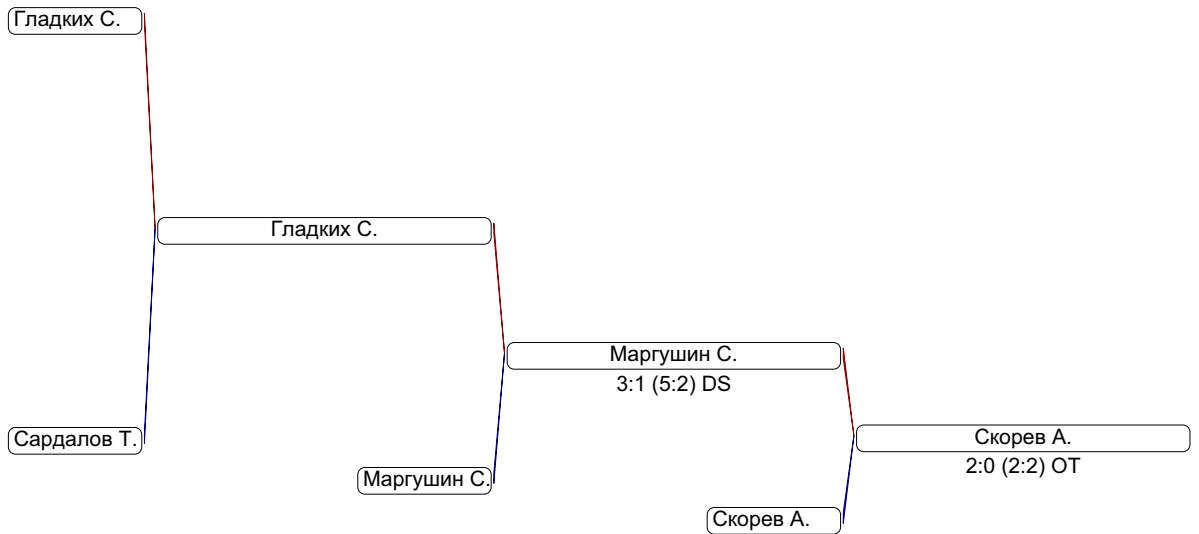 Гладких С.
Гладких С.
Маргушин С.
3:1 (5:2) DS
Сардалов Т.
Скорев А.
2:0 (2:2) OT
Маргушин С.
Скорев А.